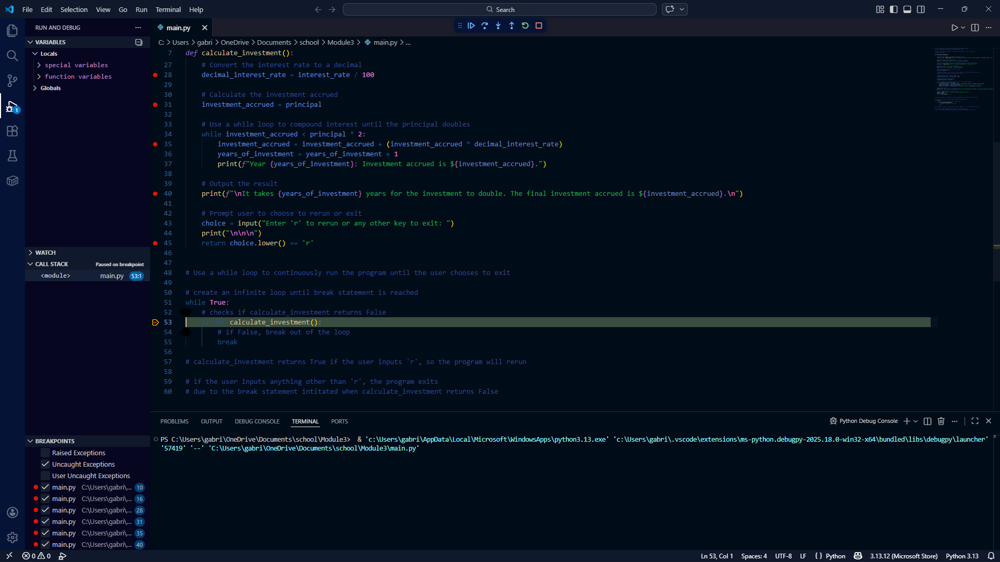 File Edit Selection View Go Run Terminal Help
Search
RUN AND DEBUG
VARIABLES
Locals
special variables
function variables
Globals
WATCH
CALL STACK Paused on breakpoint
<module> main.py 53:1
BREAKPOINTS
Raised Exceptions
Uncaught Exceptions
User Uncaught Exceptions
main.py C:\Users\gabri\... 10
main.py C:\Users\gabri\... 16
main.py C:\Users\gabri\... 28
main.py C:\Users\gabri\... 31
main.py C:\Users\gabri\... 35
main.py C:\Users\gabri\... 40
main.py
C: > Users > gabri > OneDrive > Documents > school > Module3 > main.py > ...
7 def calculate_investment():
27 # Convert the interest rate to a decimal
28 decimal_interest_rate = interest_rate / 100
29
30 # Calculate the investment accrued
31 investment_accrued = principal
32
33 # Use a while loop to compound interest until the principal doubles
34 while investment_accrued < principal * 2:
35 investment_accrued = investment_accrued + (investment_accrued * decimal_interest_rate)
36 years_of_investment = years_of_investment + 1
37 print(f"Year {years_of_investment}: Investment accrued is ${investment_accrued}.")
38
39 # Output the result
40 print(f"\nIt takes {years_of_investment} years for the investment to double. The final investment accrued is ${investment_accrued}.\n")
41
42 # Prompt user to choose to rerun or exit
43 choice = input("Enter 'r' to rerun or any other key to exit: ")
44 print("\n\n\n")
45 return choice.lower() == 'r'
46
47
48 # Use a while loop to continuously run the program until the user chooses to exit
49
50 # create an infinite loop until break statement is reached
51 while True:
52 # checks if calculate_investment returns False
53 if not calculate_investment():
54 # if False, break out of the loop
55 break
56
57 # calculate_investment returns True if the user inputs 'r', so the program will rerun
58
59 # if the user inputs anything other than 'r', the program exits
60 # due to the break statement intitated when calculate_investment returns False
PROBLEMS OUTPUT DEBUG CONSOLE TERMINAL PORTS
Python Debug Console
PS C:\Users\gabri\OneDrive\Documents\school\Module3> & 'c:\Users\gabri\AppData\Local\Microsoft\WindowsApps\python3.13.exe' 'c:\Users\gabri\.vscode\extensions\ms-python.debugpy-2025.18.0-win32-x64\bundled\libs\debugpy\launcher'
'57419' '--' 'C:\Users\gabri\OneDrive\Documents\school\Module3\main.py'
0 0
Ln 53, Col 1 Spaces: 4 UTF-8 LF { } Python 3.13.12 (Microsoft Store) Python 3.13